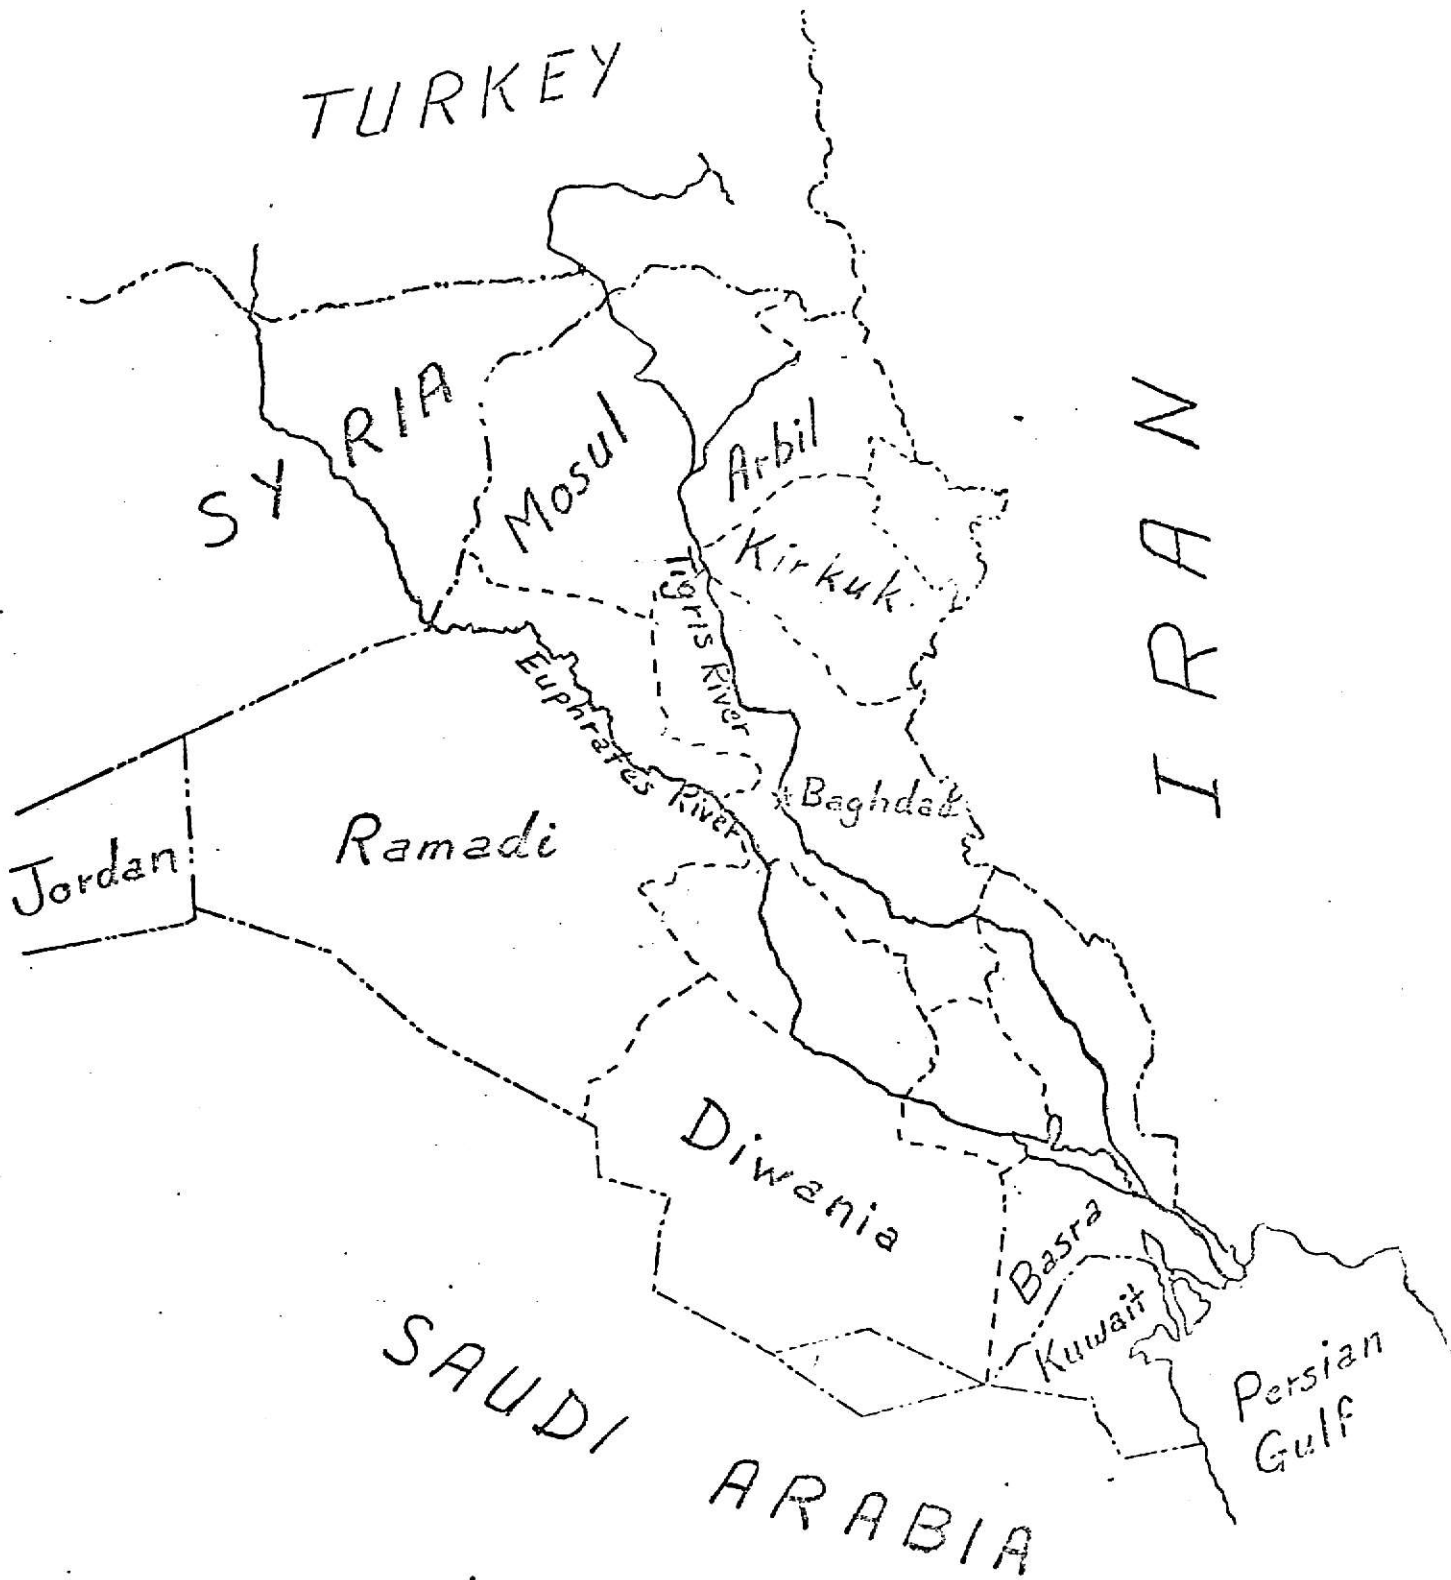 TURKEY
SYRIA
Mosul
Arbil
Kirkuk
IRAN
Tigris River
Euphrates River
Baghdad
Jordan
Ramadi
Diwania
Basra
Kuwait
Persian
Gulf
SAUDI ARABIA